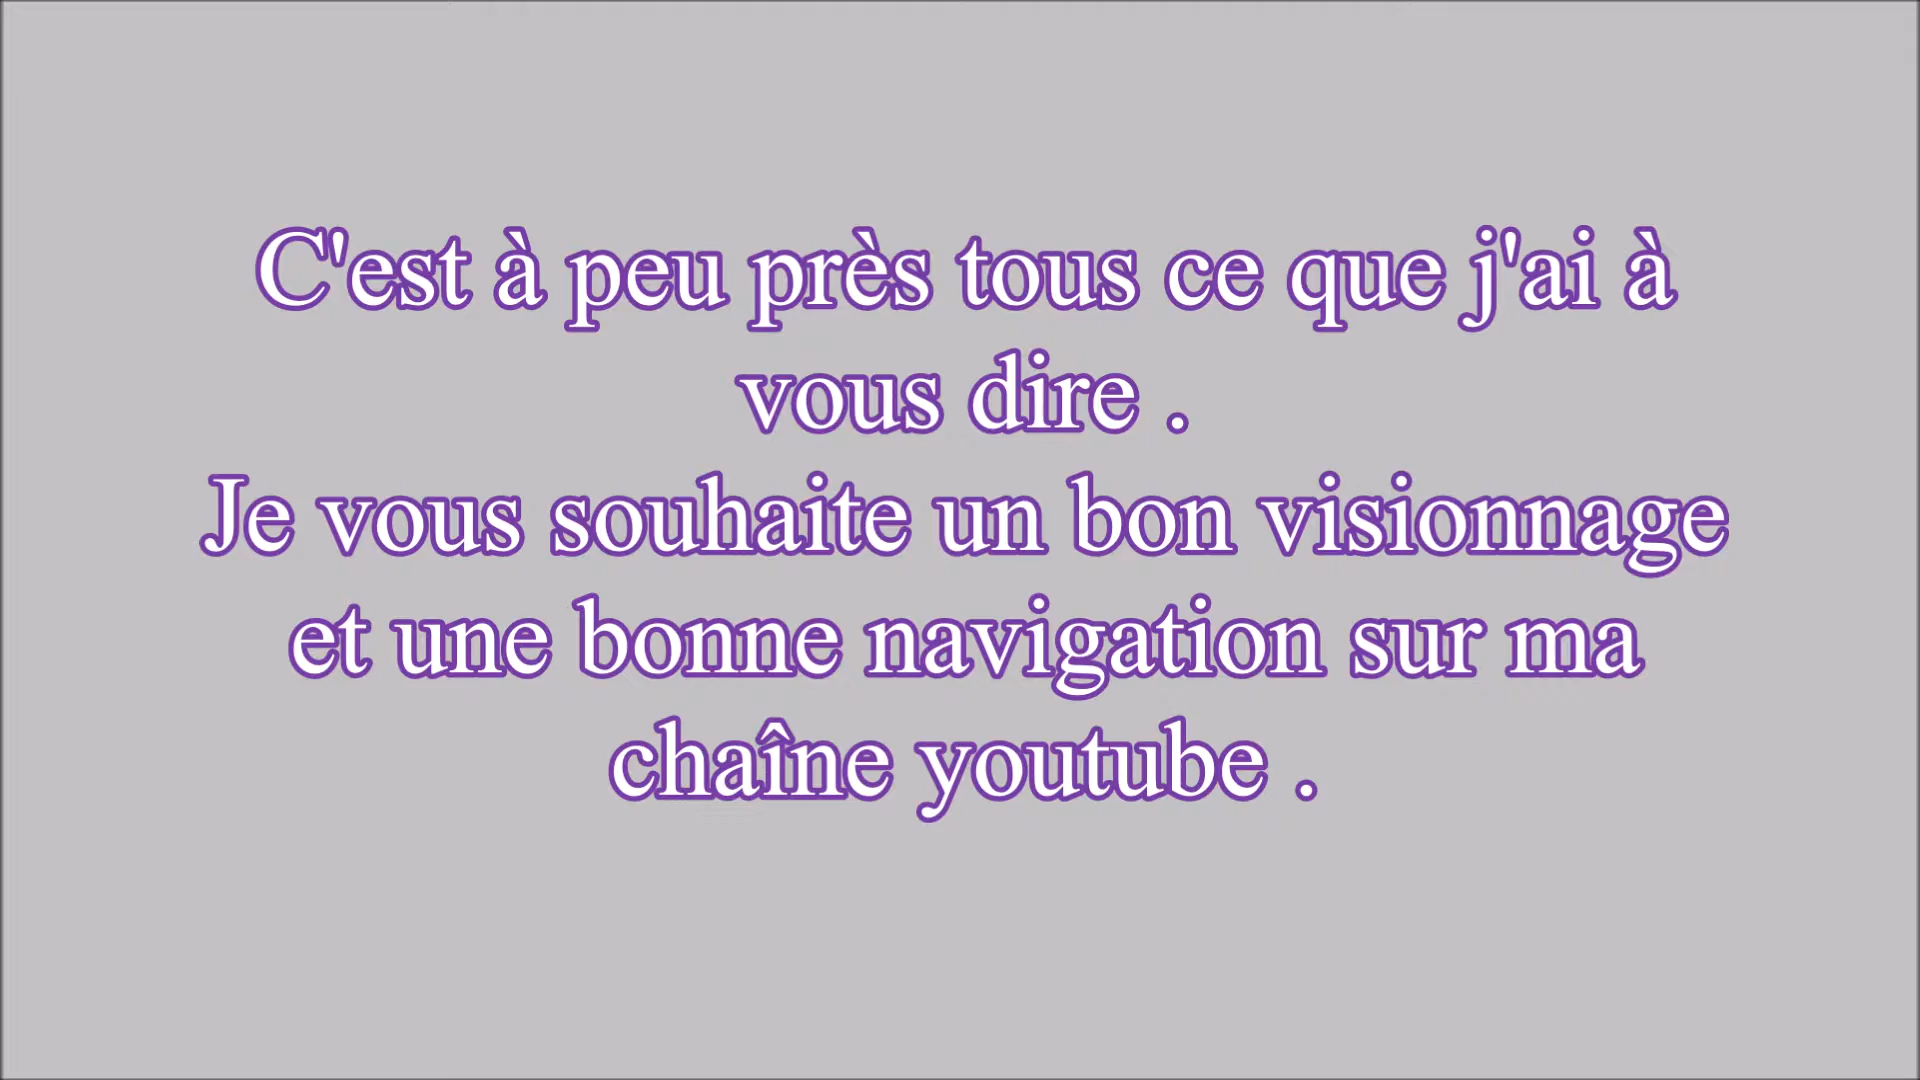 C'est à peu près tous ce que j'ai à
vous dire .
Je vous souhaite un bon visionnage
et une bonne navigation sur ma
chaîne youtube .